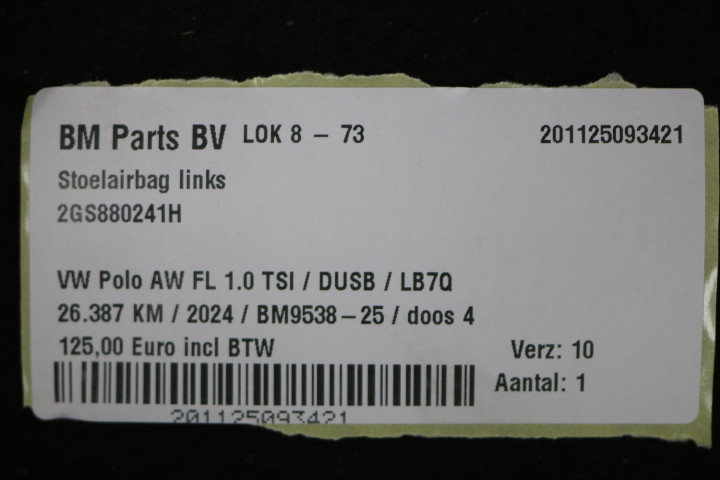 BM Parts BV LOK 8 - 73 201125093421
Stoelairbag links
2GS880241H
VW Polo AW FL 1.0 TSI / DUSB / LB7Q
26.387 KM / 2024 / BM9538-25 / doos 4
125,00 Euro incl BTW Verz: 10
Aantal: 1
201125093421